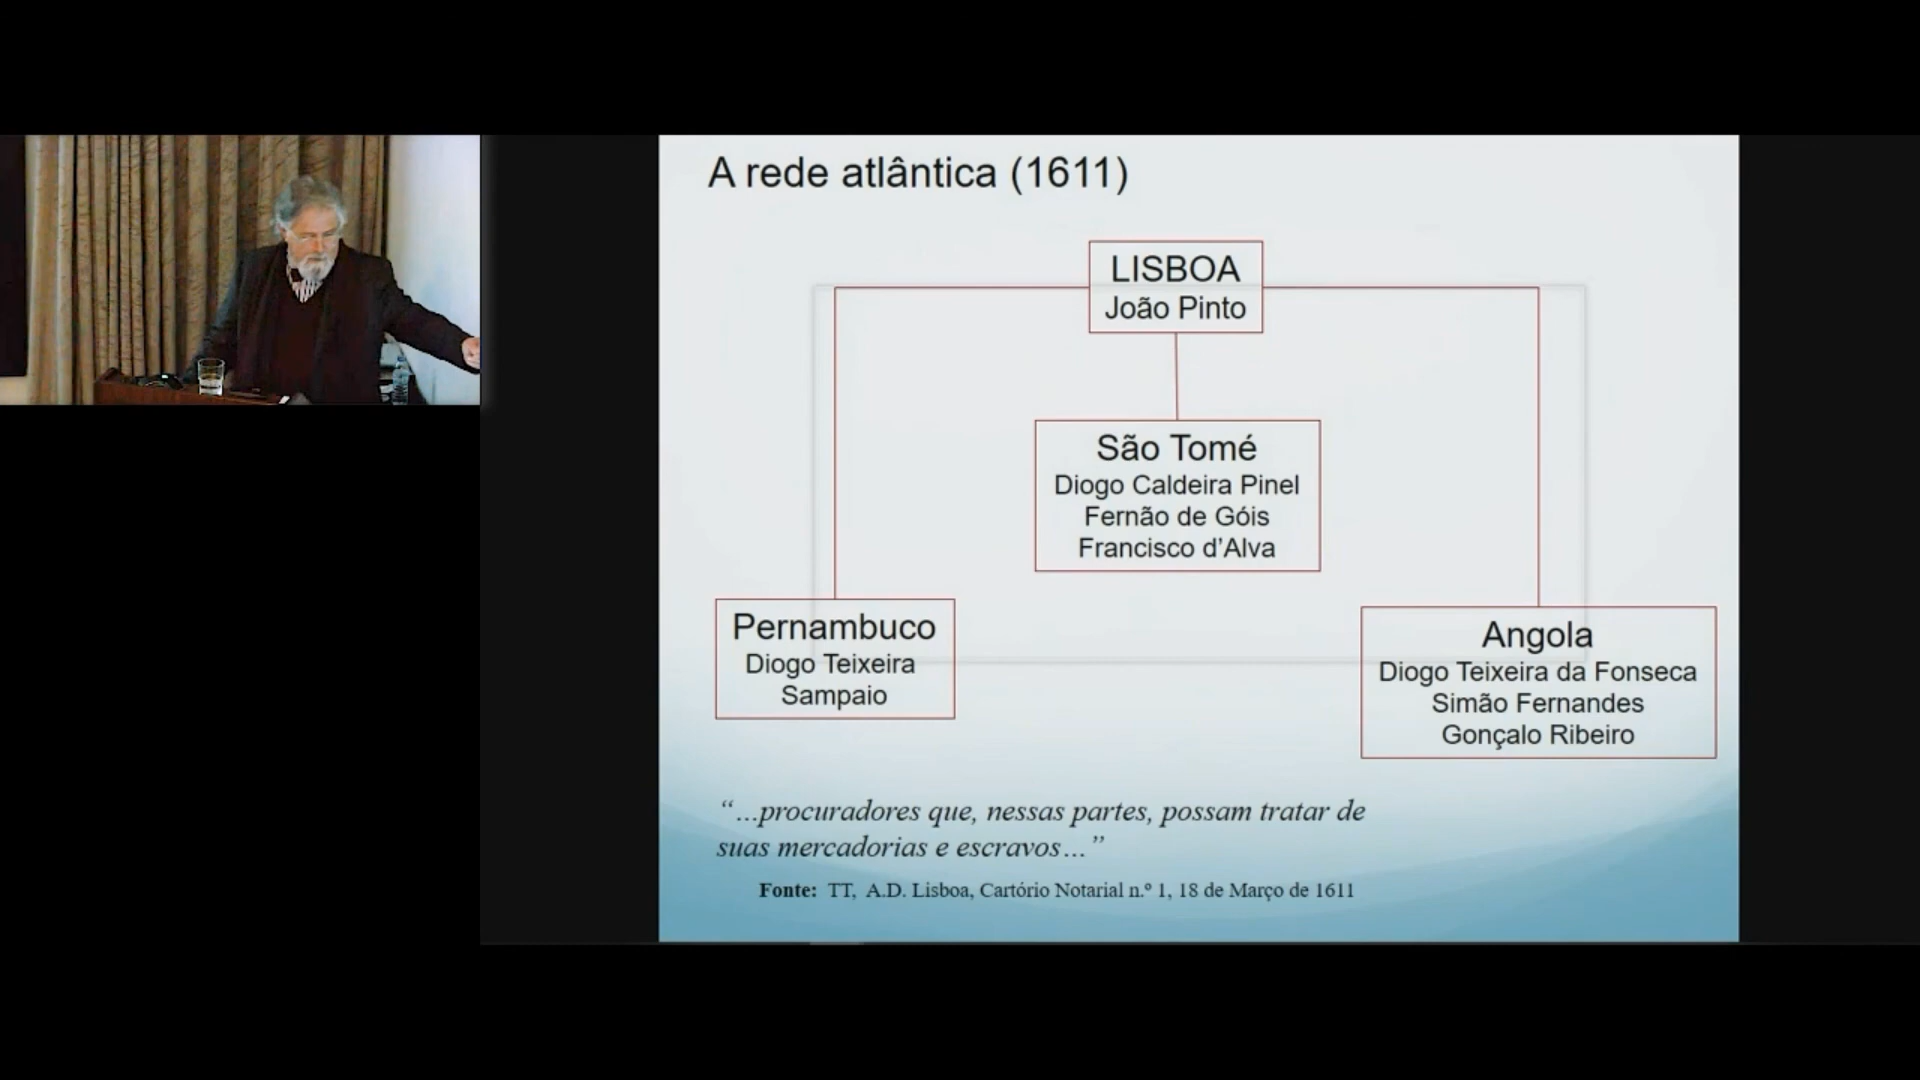 A rede atlântica (1611)
LISBOA
João Pinto
São Tomé
Diogo Caldeira Pinel
Fernão de Góis
Francisco d’Alva
Pernambuco
Diogo Teixeira
Sampaio
Angola
Diogo Teixeira da Fonseca
Simão Fernandes
Gonçalo Ribeiro
“…procuradores que, nessas partes, possam tratar de
suas mercadorias e escravos…”
Fonte: TT, A.D. Lisboa, Cartório Notarial n.º 1, 18 de Março de 1611